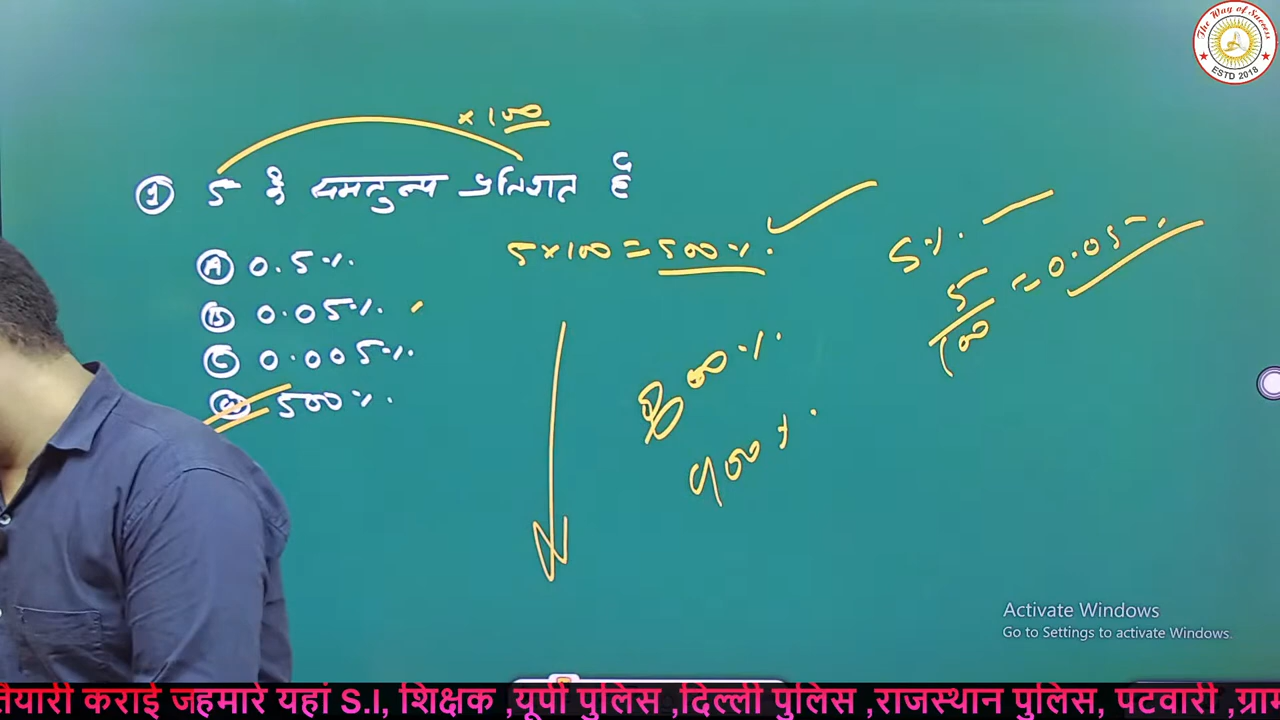 The Way of Success
ESTD 2018
× 100
① 5 के समतुल्य प्रतिशत है
5×100 = 500%.
5%.
5/100 = 0.05%.
Ⓐ 0.5%.
Ⓑ 0.05%.
Ⓒ 0.005%.
500%.
800%.
900%.
Activate Windows
Go to Settings to activate Windows.
तैयारी कराई जहमारे यहां S.I, शिक्षक ,यूपी पुलिस ,दिल्ली पुलिस ,राजस्थान पुलिस, पटवारी ,ग्राम